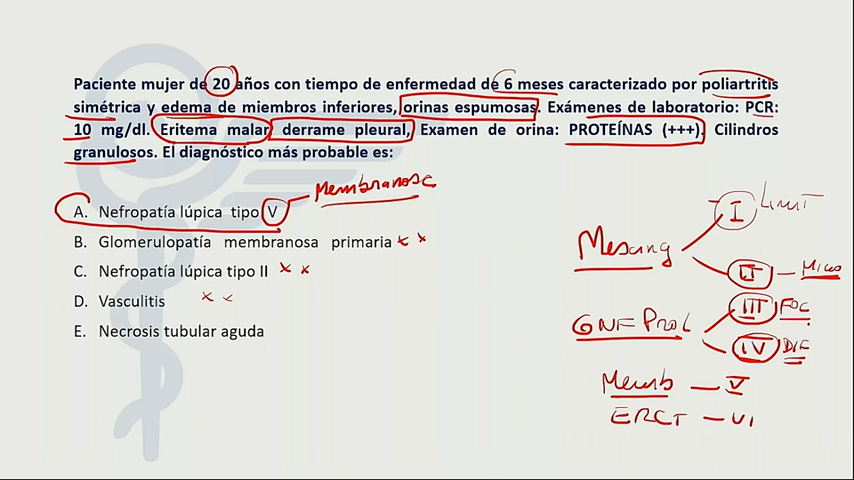 Paciente mujer de 20 años con tiempo de enfermedad de 6 meses caracterizado por poliartritis
simétrica y edema de miembros inferiores, orinas espumosas. Exámenes de laboratorio: PCR:
10 mg/dl. Eritema malar, derrame pleural, Examen de orina: PROTEÍNAS (+++). Cilindros
granulosos. El diagnóstico más probable es:
Membranosa
A. Nefropatía lúpica tipo V
B. Glomerulopatía membranosa primaria x x
C. Nefropatía lúpica tipo II x x
D. Vasculitis x x
E. Necrosis tubular aguda
I
Mesang
II - 
III FOC
GNF Prol
IV DIF
Memb - V
ERCT - VI